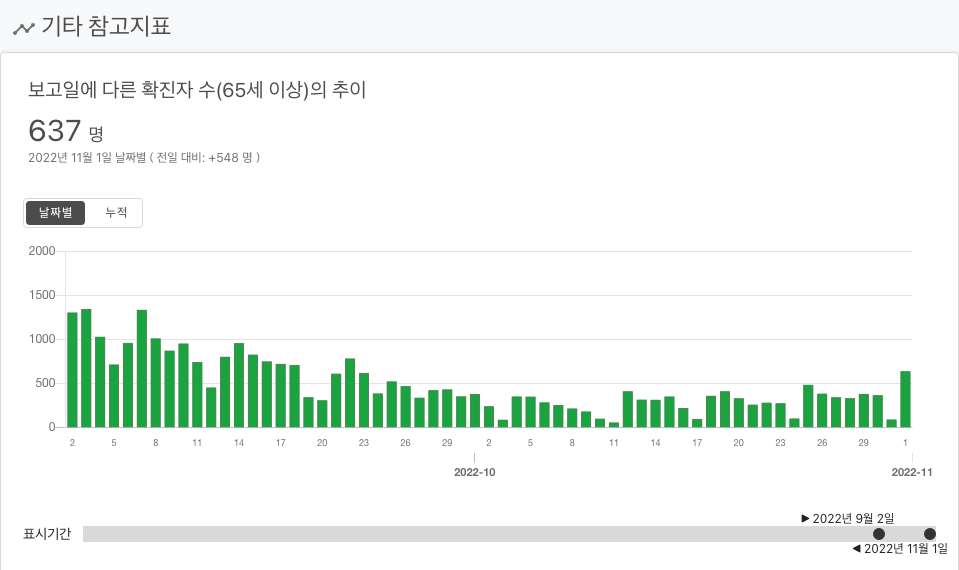 기타 참고지표
보고일에 다른 확진자 수(65세 이상)의 추이
637 명
2022년 11월 1일 날짜별 ( 전일 대비: +548 명 )
날짜별 누적
2000
1500
1000
500
0
2 5 8 11 14 17 20 23 26 29 2 5 8 11 14 17 20 23 26 29 1
2022-10 2022-11
▶ 2022년 9월 2일
표시기간
◀ 2022년 11월 1일